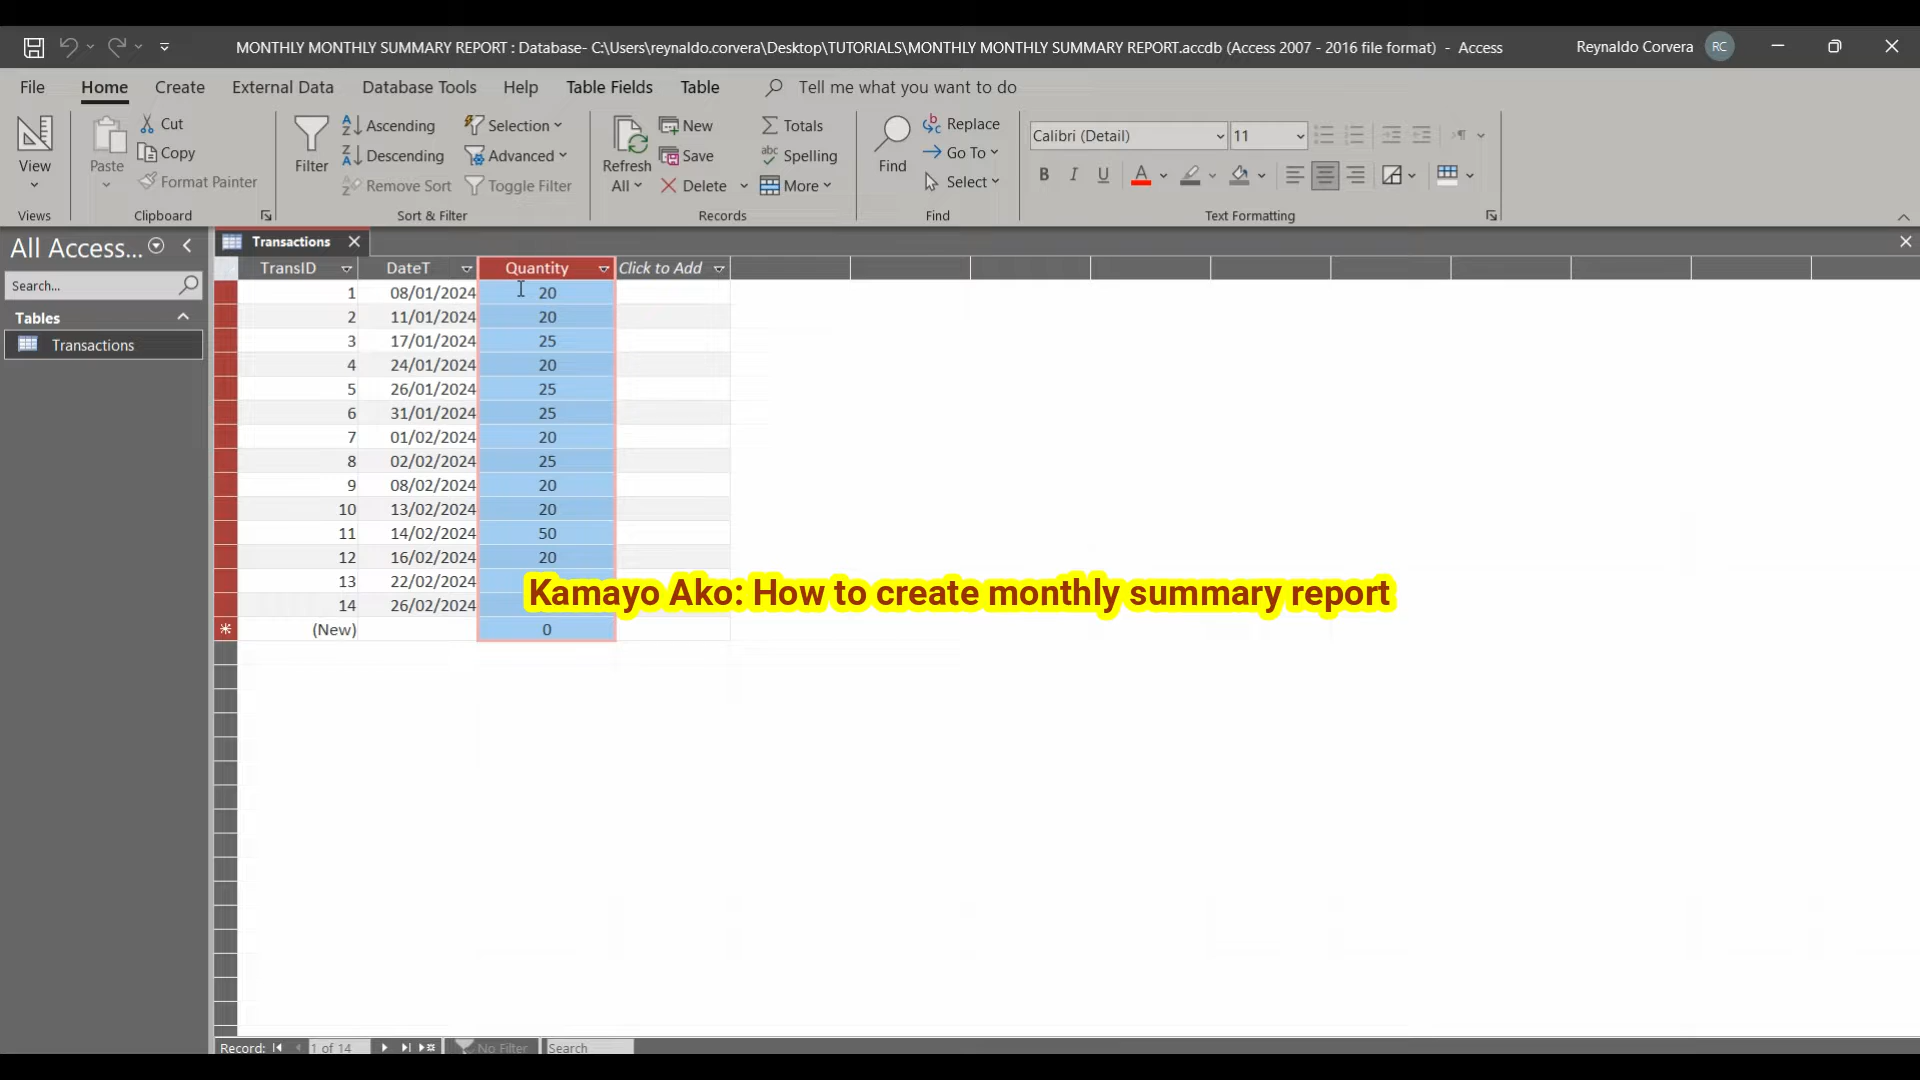 MONTHLY MONTHLY SUMMARY REPORT : Database- C:\Users\reynaldo.corvera\Desktop\TUTORIALS\MONTHLY MONTHLY SUMMARY REPORT.accdb (Access 2007 - 2016 file format) - Access Reynaldo Corvera RC
File Home Create External Data Database Tools Help Table Fields Table Tell me what you want to do
View
Views
Paste
Cut
Copy
Format Painter
Clipboard
Filter
Ascending
Descending
Remove Sort
Selection
Advanced
Toggle Filter
Sort & Filter
Refresh
All
New
Save
Delete
Totals
Spelling
More
Records
Find
Replace
Go To
Select
Find
Calibri (Detail) 11
B I U A
Text Formatting
All Access...
Search...
Tables
Transactions
Transactions
TransID DateT Quantity Click to Add
1 08/01/2024 20
2 11/01/2024 20
3 17/01/2024 25
4 24/01/2024 20
5 26/01/2024 25
6 31/01/2024 25
7 01/02/2024 20
8 02/02/2024 25
9 08/02/2024 20
10 13/02/2024 20
11 14/02/2024 50
12 16/02/2024 20
13 22/02/2024
14 26/02/2024
Kamayo Ako: How to create monthly summary report
(New) 0
Record: 1 of 14 No Filter Search